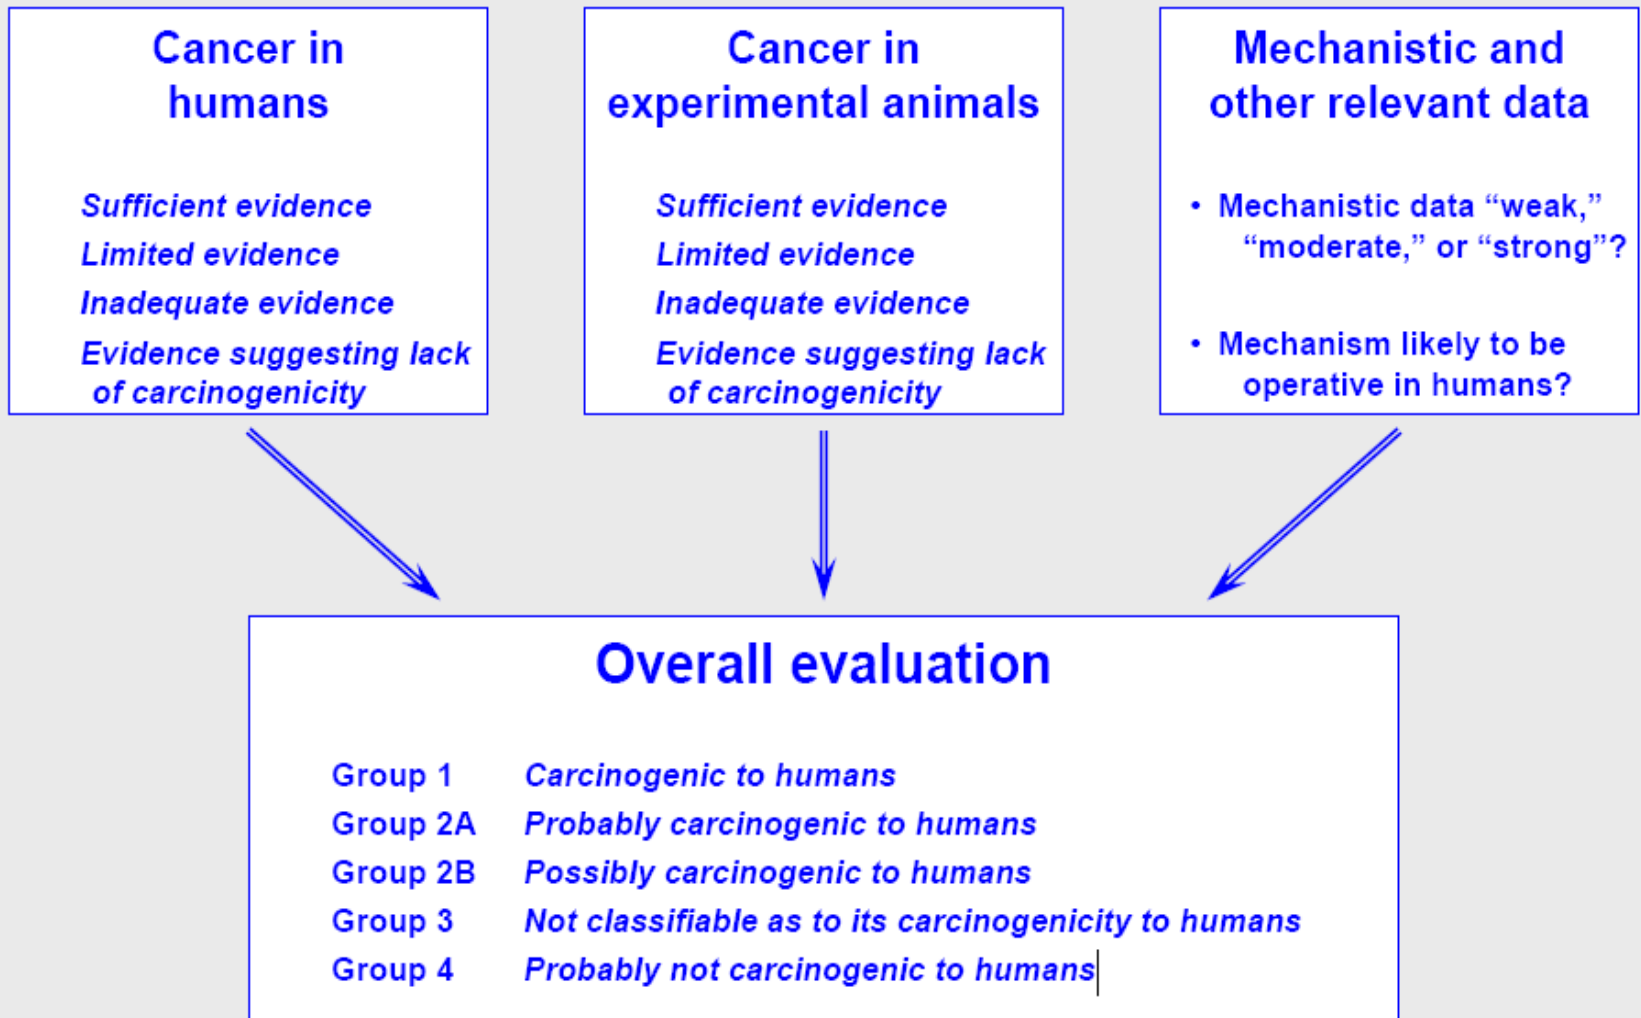 Cancer in
humans
Sufficient evidence
Limited evidence
Inadequate evidence
Evidence suggesting lack
of carcinogenicity
Cancer in
experimental animals
Sufficient evidence
Limited evidence
Inadequate evidence
Evidence suggesting lack
of carcinogenicity
Mechanistic and
other relevant data
• Mechanistic data “weak,”
“moderate,” or “strong”?
• Mechanism likely to be
operative in humans?
Overall evaluation
Group 1 Carcinogenic to humans
Group 2A Probably carcinogenic to humans
Group 2B Possibly carcinogenic to humans
Group 3 Not classifiable as to its carcinogenicity to humans
Group 4 Probably not carcinogenic to humans